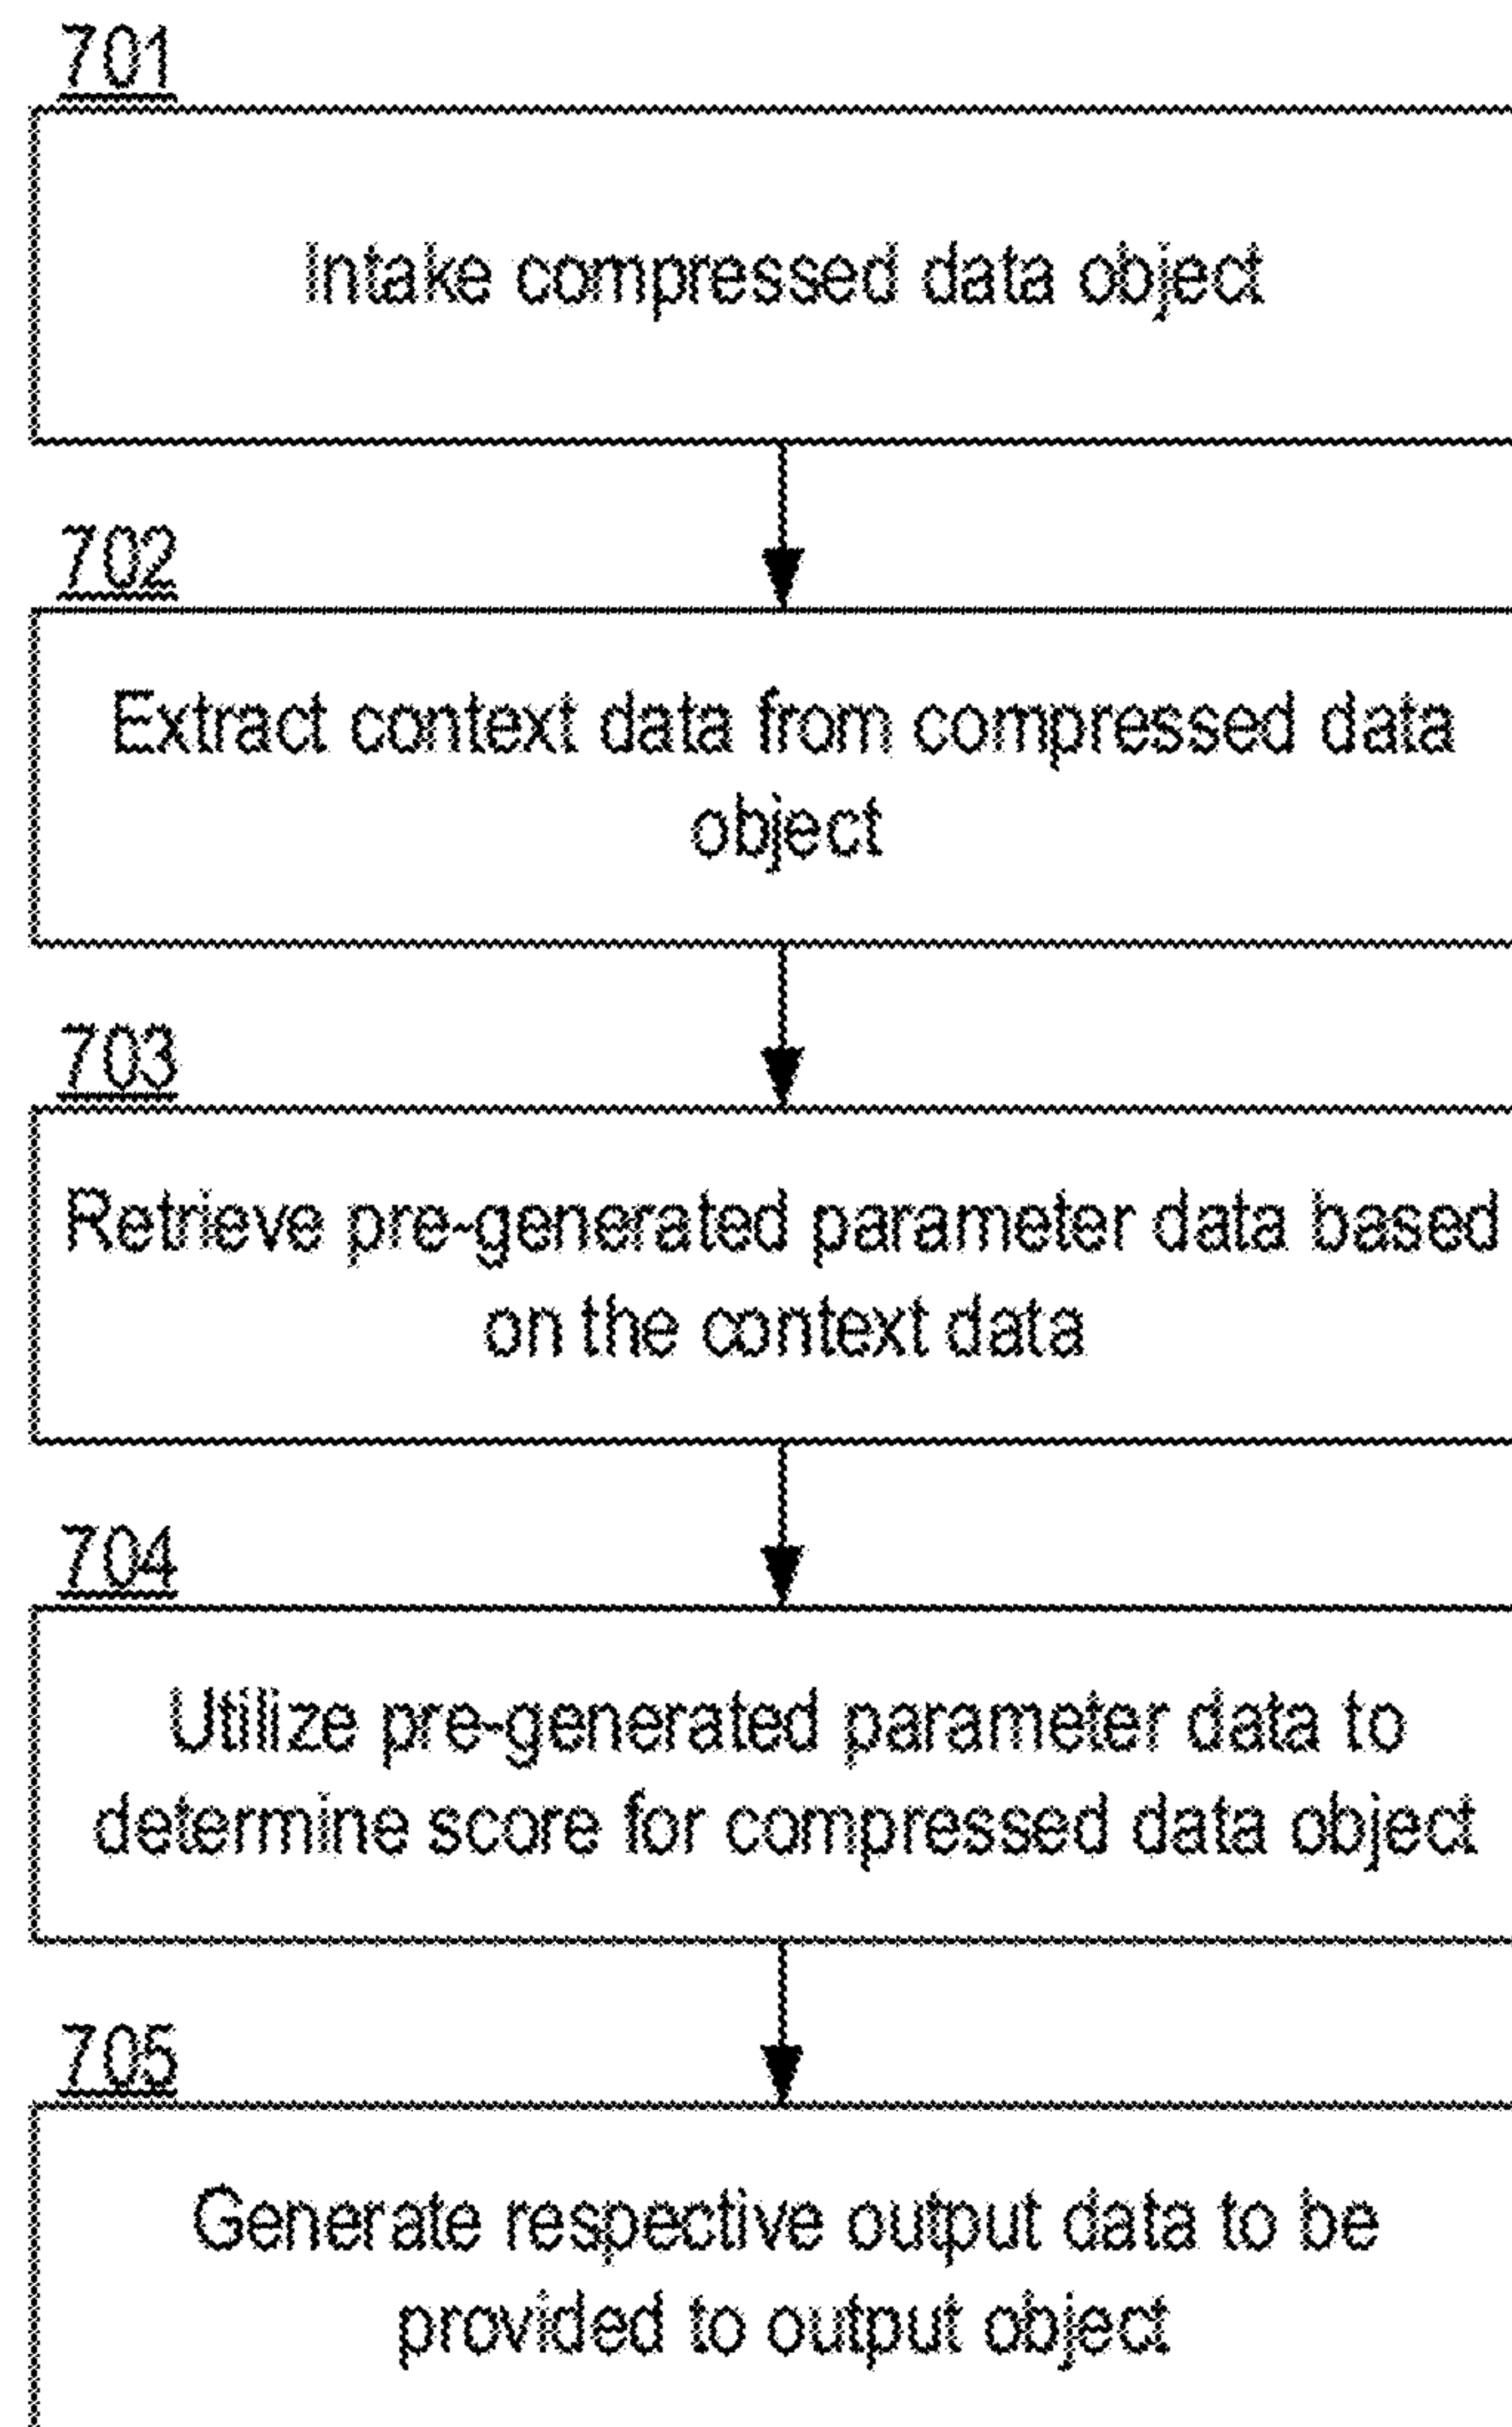 701
Intake compressed data object
702
Extract context data from compressed data
object
703
Retrieve pre-generated parameter data based
on the context data
704
Utilize pre-generated parameter data to
determine score for compressed data object
705
Generate respective output data to be
provided to output object